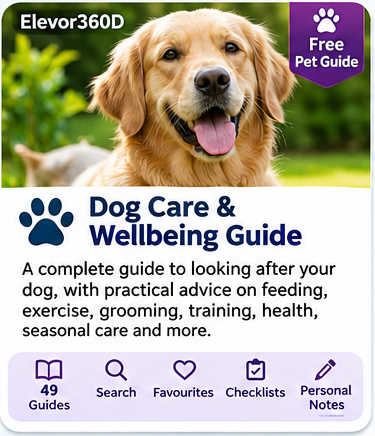 Elevor360D
Free
Pet Guide
Dog Care &
Wellbeing Guide
A complete guide to looking after your
dog, with practical advice on feeding,
exercise, grooming, training, health,
seasonal care and more.
49
Guides
Search
Favourites
Checklists
Personal
Notes